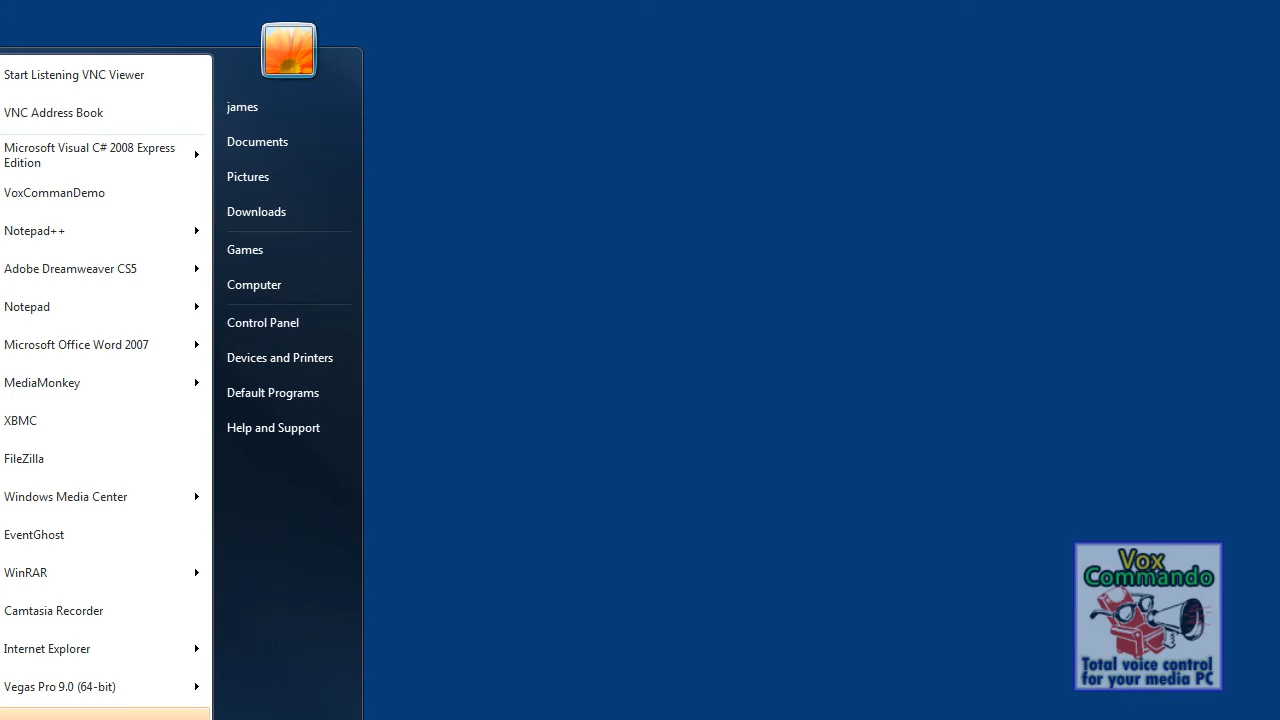 Start Listening VNC Viewer
VNC Address Book
Microsoft Visual C# 2008 Express
Edition
VoxCommanDemo
Notepad++
Adobe Dreamweaver CS5
Notepad
Microsoft Office Word 2007
MediaMonkey
XBMC
FileZilla
Windows Media Center
EventGhost
WinRAR
Camtasia Recorder
Internet Explorer
Vegas Pro 9.0 (64-bit)
james
Documents
Pictures
Downloads
Games
Computer
Control Panel
Devices and Printers
Default Programs
Help and Support
Vox
Commando
Total voice control
for your media PC